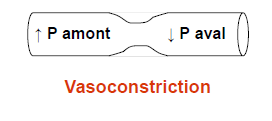 ↑ P amont ↓ P aval
Vasoconstriction